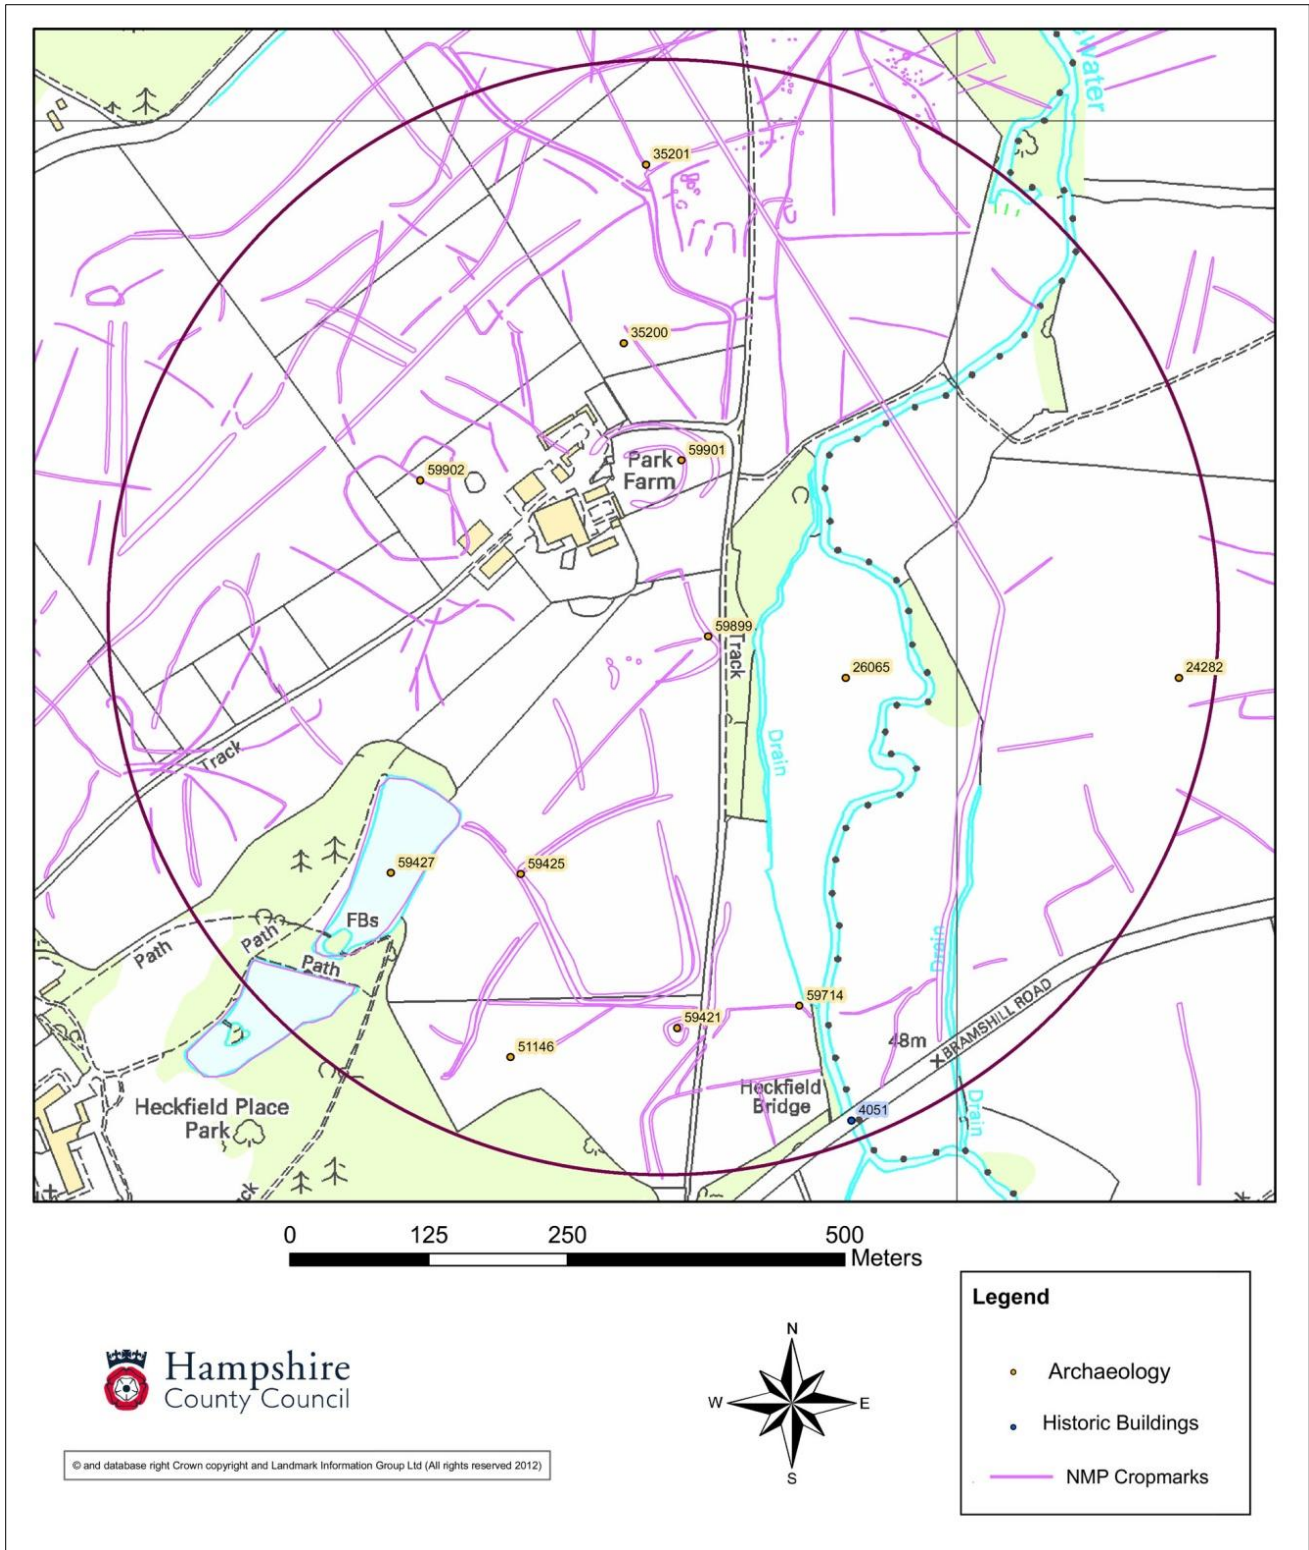 ewater
35201
35200
59901
Park
Farm
59902
59899
Track
26065
24282
Drain
Track
59427
59425
FBs
Path
Path
Path
Drain
59714
59421
51146
48m
BRAMSHILL ROAD
Heckfield
Bridge
4051
Heckfield Place
Park
Drain
ck
0 125 250 500
Meters
Legend
Archaeology
Historic Buildings
NMP Cropmarks
Hampshire
County Council
N
W E
S
© and database right Crown copyright and Landmark Information Group Ltd (All rights reserved 2012)